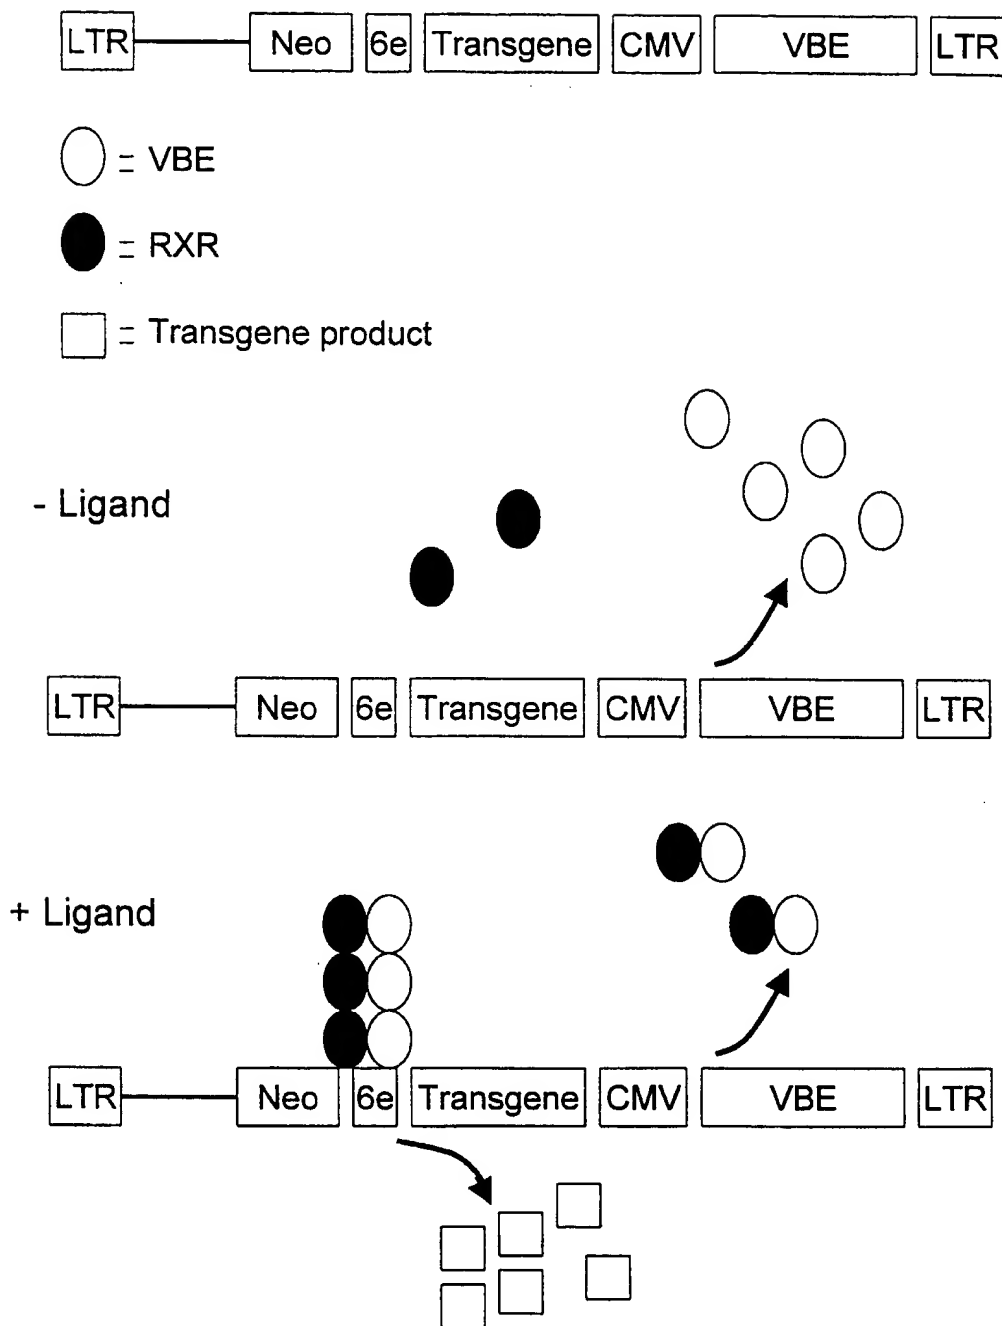 LTR Neo 6e Transgene CMV VBE LTR
= VBE
= RXR
= Transgene product
- Ligand
LTR Neo 6e Transgene CMV VBE LTR
+ Ligand
LTR Neo 6e Transgene CMV VBE LTR